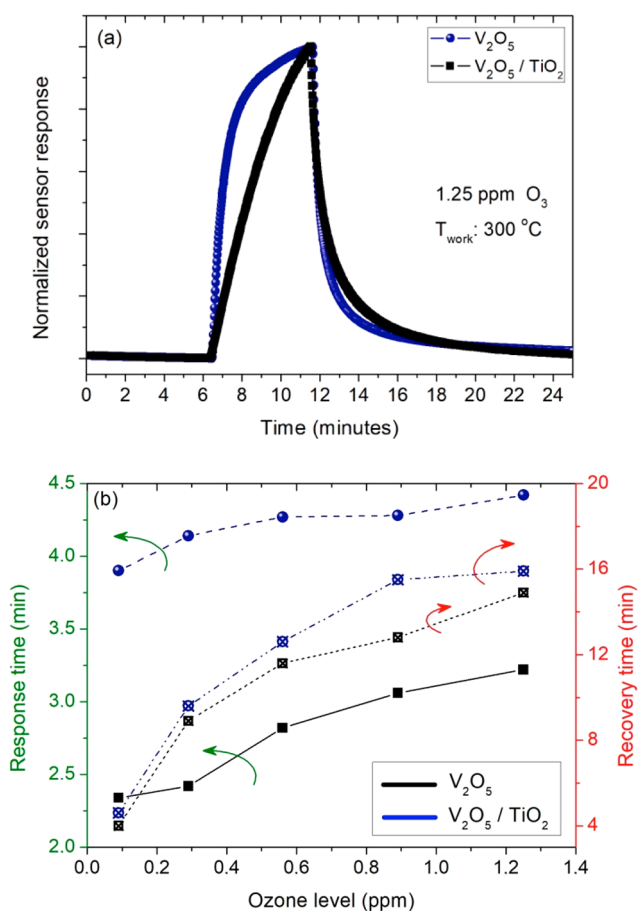 (a)
V₂O₅
V₂O₅ / TiO₂
Normalized sensor response
1.25 ppm O₃
T_work: 300 °C
0 2 4 6 8 10 12 14 16 18 20 22 24
Time (minutes)
(b)
4.5
4.0
3.5
3.0
2.5
2.0
Response time (min)
20
16
12
8
4
Recovery time (min)
V₂O₅
V₂O₅ / TiO₂
0.0 0.2 0.4 0.6 0.8 1.0 1.2 1.4
Ozone level (ppm)